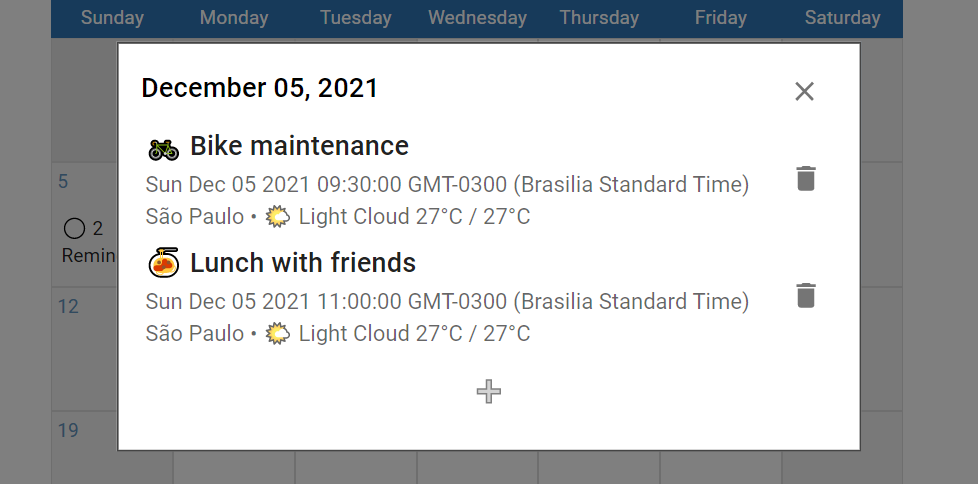 Sunday Monday Tuesday Wednesday Thursday Friday Saturday
December 05, 2021
Bike maintenance
Sun Dec 05 2021 09:30:00 GMT-0300 (Brasilia Standard Time)
São Paulo • Light Cloud 27°C / 27°C
Lunch with friends
Sun Dec 05 2021 11:00:00 GMT-0300 (Brasilia Standard Time)
São Paulo • Light Cloud 27°C / 27°C
5
2
Remin
12
19